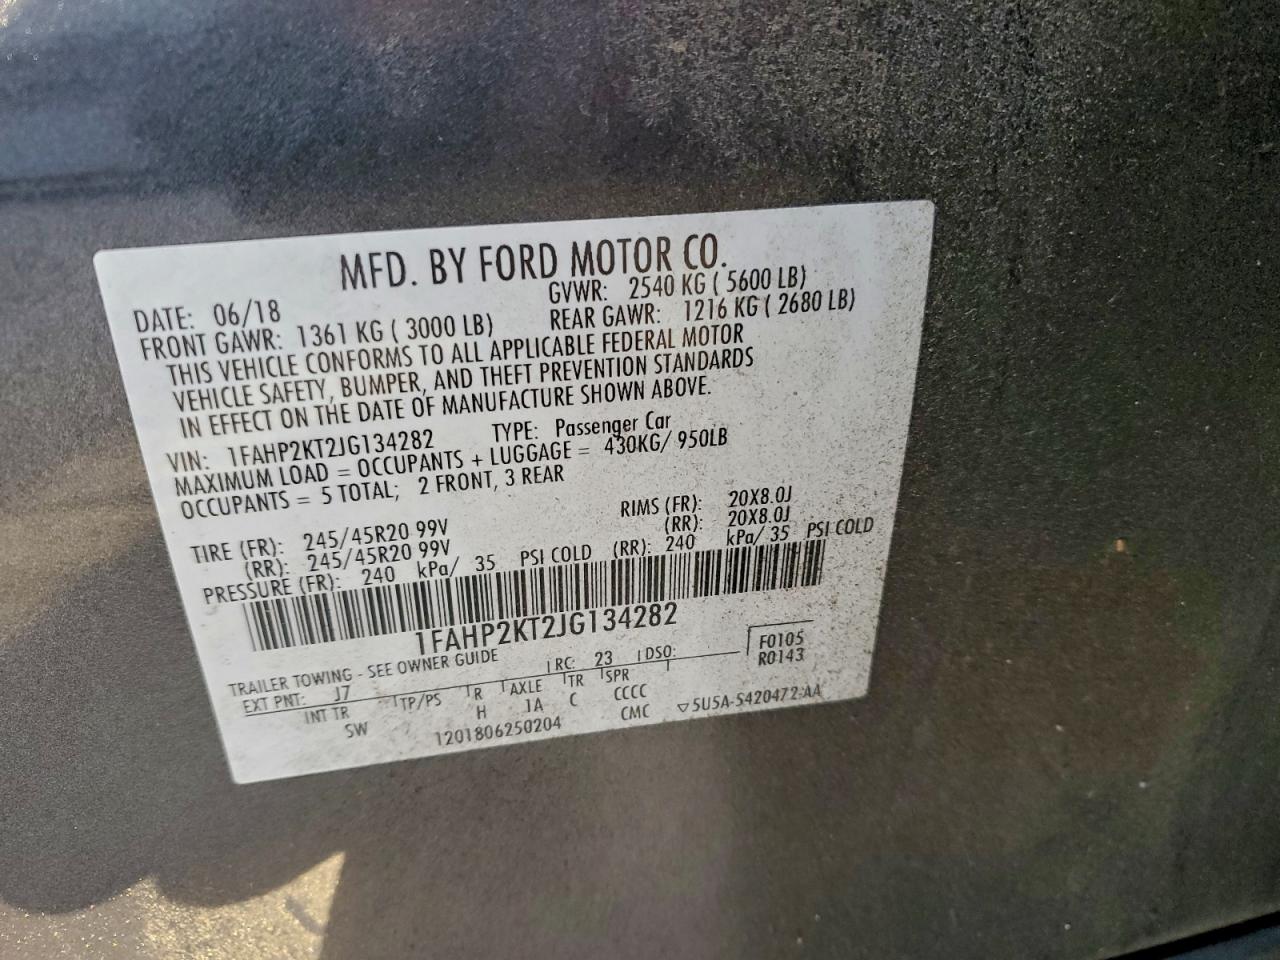 MFD. BY FORD MOTOR CO.
DATE: 06/18 GVWR: 2540 KG ( 5600 LB)
FRONT GAWR: 1361 KG ( 3000 LB) REAR GAWR: 1216 KG ( 2680 LB)
THIS VEHICLE CONFORMS TO ALL APPLICABLE FEDERAL MOTOR
VEHICLE SAFETY, BUMPER, AND THEFT PREVENTION STANDARDS
IN EFFECT ON THE DATE OF MANUFACTURE SHOWN ABOVE.
VIN: 1FAHP2KT2JG134282 TYPE: Passenger Car
MAXIMUM LOAD = OCCUPANTS + LUGGAGE = 430KG/ 950LB
OCCUPANTS = 5 TOTAL; 2 FRONT, 3 REAR
TIRE (FR): 245/45R20 99V RIMS (FR): 20X8.0J
(RR): 245/45R20 99V (RR): 20X8.0J
PRESSURE (FR): 240 kPa/ 35 PSI COLD (RR): 240 kPa/ 35 PSI COLD
1FAHP2KT2JG134282
TRAILER TOWING - SEE OWNER GUIDE F0105
EXT PNT: J7 RC: 23 DSO: R0143
INT TR TP/PS R AXLE TR SPR
SW H 1A C CCCC
1201806250204 CMC ▽5U5A-5420472-AA